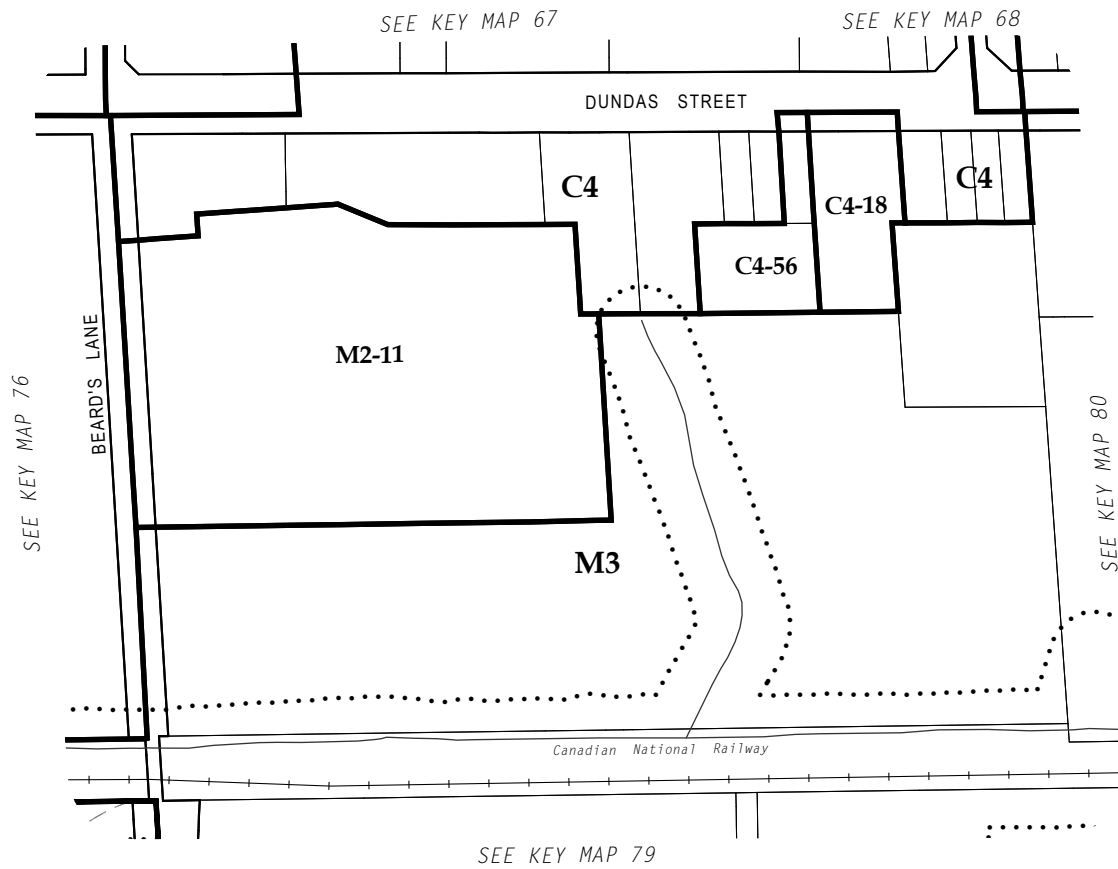 SEE KEY MAP 67
SEE KEY MAP 68
DUNDAS STREET
C4
C4
C4-18
C4-56
M2-11
BEARD'S LANE
SEE KEY MAP 76
SEE KEY MAP 80
M3
Canadian National Railway
SEE KEY MAP 79